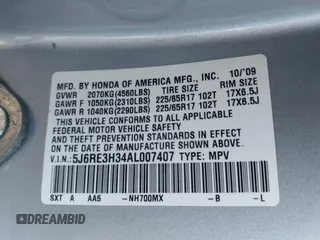 MFD. BY HONDA OF AMERICA MFG., INC. 10/'09
GVWR 2070KG(4560LBS) TIRE SIZE RIM SIZE
GAWR F 1050KG(2310LBS) 225/65R17 102T 17X6.5J
GAWR R 1040KG(2290LBS) 225/65R17 102T 17X6.5J
THIS VEHICLE CONFORMS TO ALL APPLICABLE
FEDERAL MOTOR VEHICLE SAFETY AND THEFT
PREVENTION STANDARDS IN EFFECT ON THE DATE OF
MANUFACTURE SHOWN ABOVE.
V.I.N: 5J6RE3H34AL007407 TYPE: MPV
SXT A AA5 -NH700MX -B -L
DREAMBID